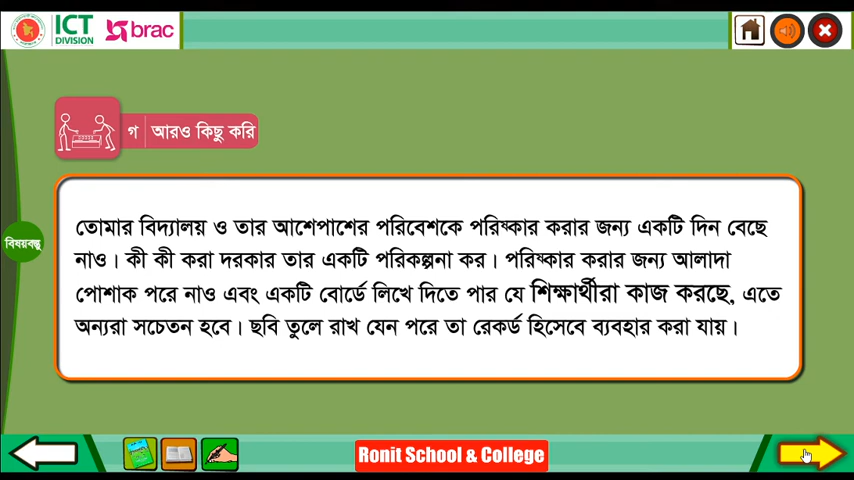 ICT
DIVISION
brac
গ আরও কিছু করি
তোমার বিদ্যালয় ও তার আশেপাশের পরিবেশকে পরিষ্কার করার জন্য একটি দিন বেছে
নাও। কী কী করা দরকার তার একটি পরিকল্পনা কর। পরিষ্কার করার জন্য আলাদা
পোশাক পরে নাও এবং একটি বোর্ডে লিখে দিতে পার যে শিক্ষার্থীরা কাজ করছে, এতে
অন্যরা সচেতন হবে। ছবি তুলে রাখ যেন পরে তা রেকর্ড হিসেবে ব্যবহার করা যায়।
বিষয়বস্তু
Ronit School & College